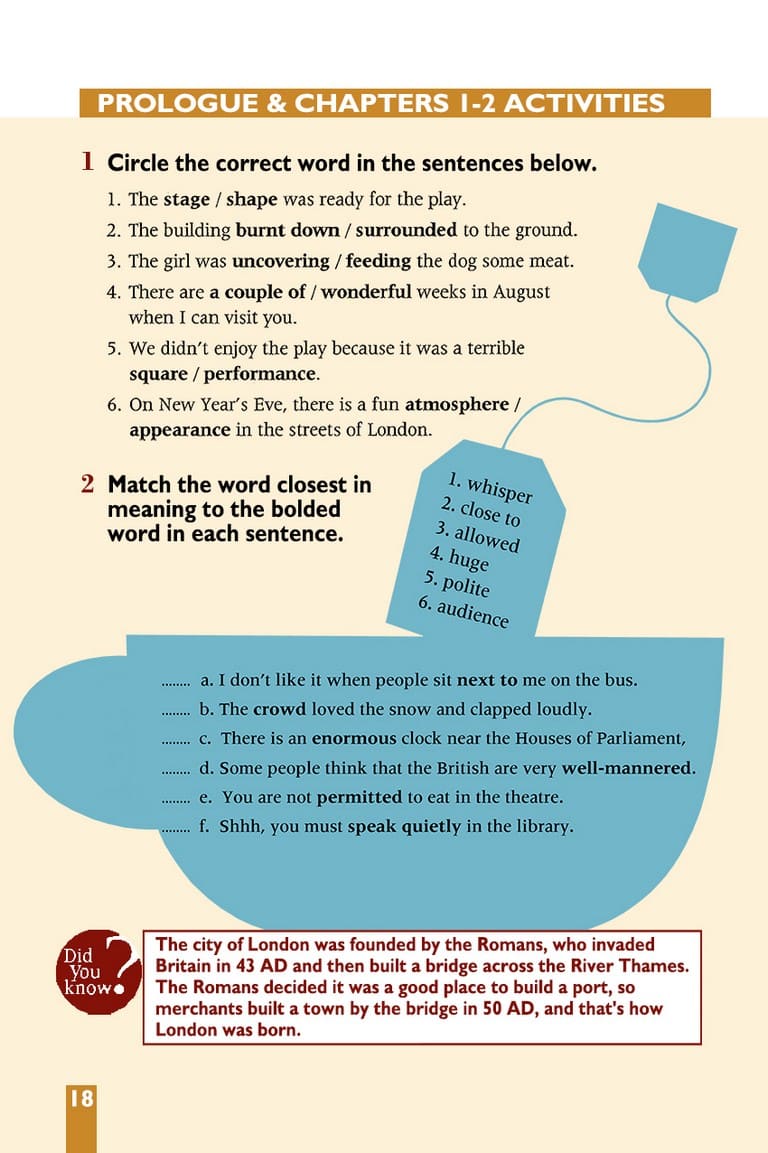 PROLOGUE & CHAPTERS 1-2 ACTIVITIES
1 Circle the correct word in the sentences below.
1. The stage / shape was ready for the play.
2. The building burnt down / surrounded to the ground.
3. The girl was uncovering / feeding the dog some meat.
4. There are a couple of / wonderful weeks in August
when I can visit you.
5. We didn't enjoy the play because it was a terrible
square / performance.
6. On New Year's Eve, there is a fun atmosphere /
appearance in the streets of London.
2 Match the word closest in
meaning to the bolded
word in each sentence.
1. whisper
2. close to
3. allowed
4. huge
5. polite
6. audience
........ a. I don't like it when people sit next to me on the bus.
........ b. The crowd loved the snow and clapped loudly.
........ c. There is an enormous clock near the Houses of Parliament,
........ d. Some people think that the British are very well-mannered.
........ e. You are not permitted to eat in the theatre.
........ f. Shhh, you must speak quietly in the library.
Did
You
know?
The city of London was founded by the Romans, who invaded
Britain in 43 AD and then built a bridge across the River Thames.
The Romans decided it was a good place to build a port, so
merchants built a town by the bridge in 50 AD, and that's how
London was born.
18